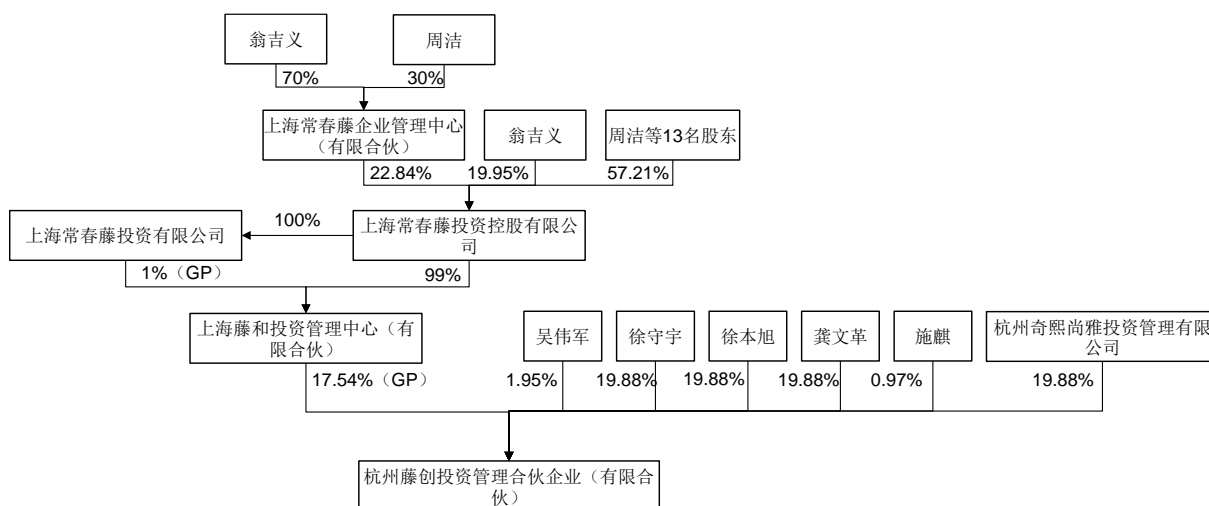 翁吉义
周洁
70%
30%
上海常春藤企业管理中心
（有限合伙）
翁吉义
周洁等13名股东
22.84%
19.95%
57.21%
上海常春藤投资有限公司
100%
上海常春藤投资控股有限公
司
1%（GP）
99%
上海藤和投资管理中心（有
限合伙）
吴伟军
徐守宇
徐本旭
龚文革
施麒
杭州奇熙尚雅投资管理有限
公司
17.54%（GP）
1.95%
19.88%
19.88%
19.88%
0.97%
19.88%
杭州藤创投资管理合伙企业（有限合
伙）